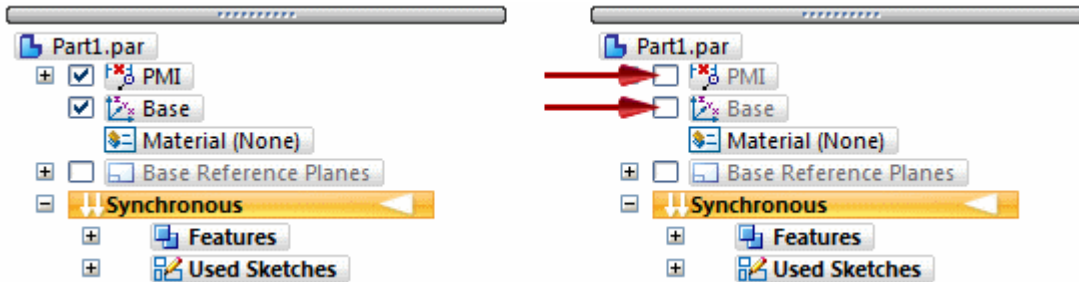 Part1.par
PMI
Base
Material (None)
Base Reference Planes
Synchronous
Features
Used Sketches
Part1.par
PMI
Base
Material (None)
Base Reference Planes
Synchronous
Features
Used Sketches